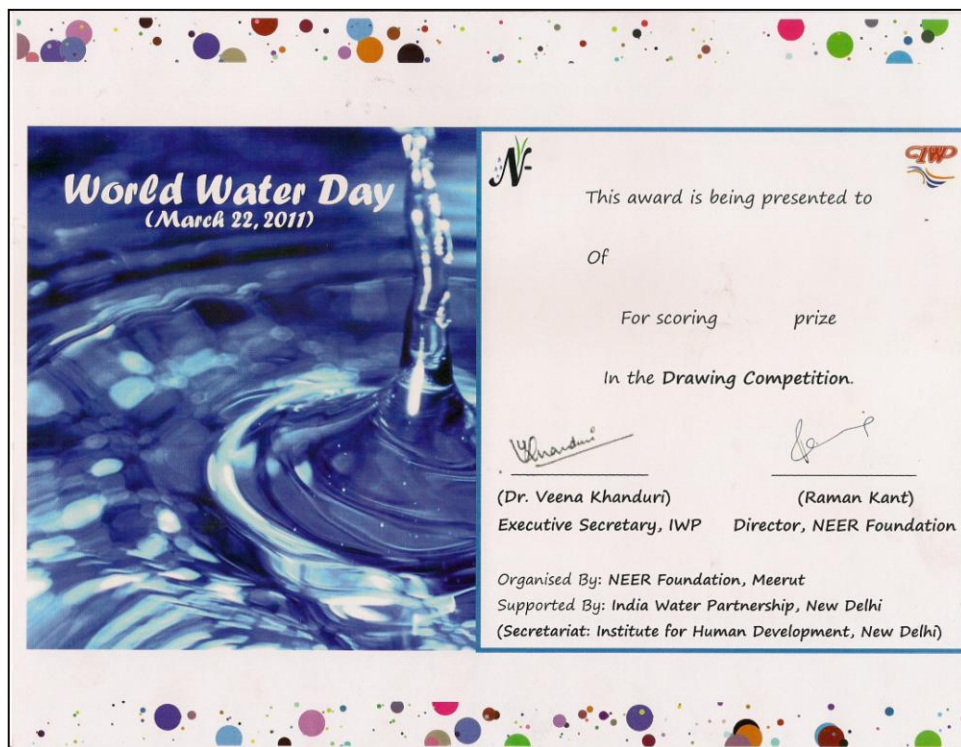 World Water Day
(March 22, 2011)
N
IWP
This award is being presented to
Of
For scoring prize
In the Drawing Competition.
VKhanduri
(Dr. Veena Khanduri)
Executive Secretary, IWP
(Raman Kant)
Director, NEER Foundation
Organised By: NEER Foundation, Meerut
Supported By: India Water Partnership, New Delhi
(Secretariat: Institute for Human Development, New Delhi)